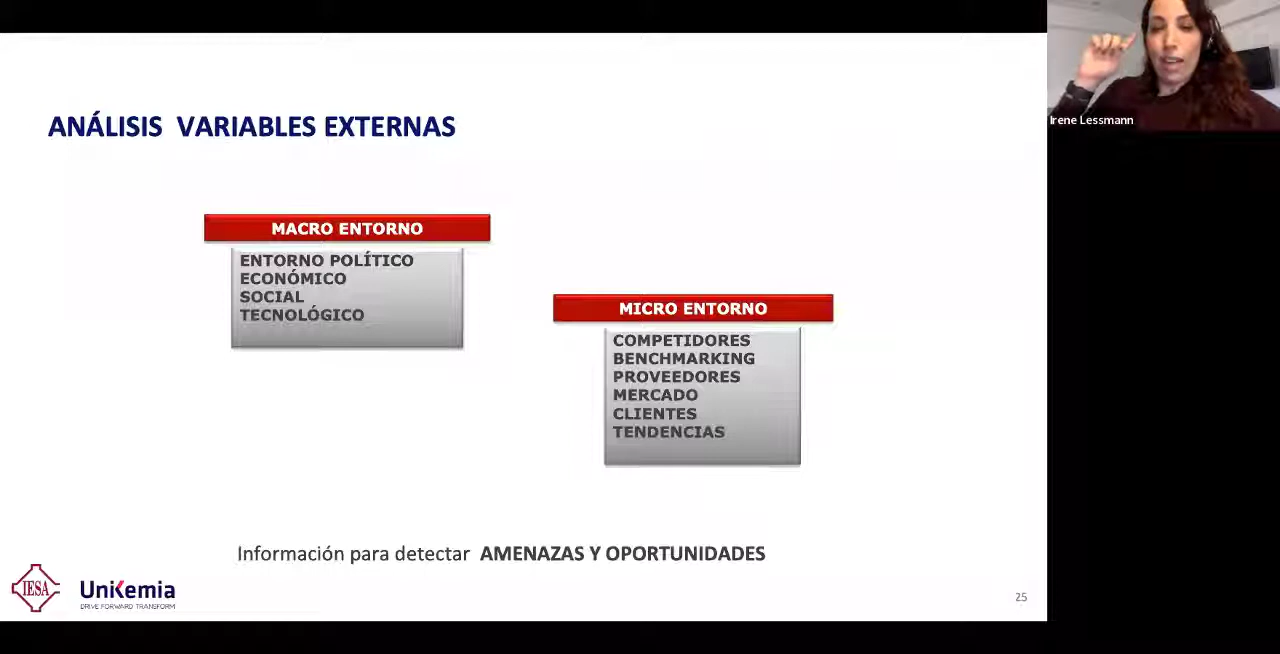 ANÁLISIS VARIABLES EXTERNAS
MACRO ENTORNO
ENTORNO POLÍTICO
ECONÓMICO
SOCIAL
TECNOLÓGICO
MICRO ENTORNO
COMPETIDORES
BENCHMARKING
PROVEEDORES
MERCADO
CLIENTES
TENDENCIAS
Información para detectar AMENAZAS Y OPORTUNIDADES
IESA
UniKemia
DRIVE FORWARD TRANSFORM
25
Irene Lessmann